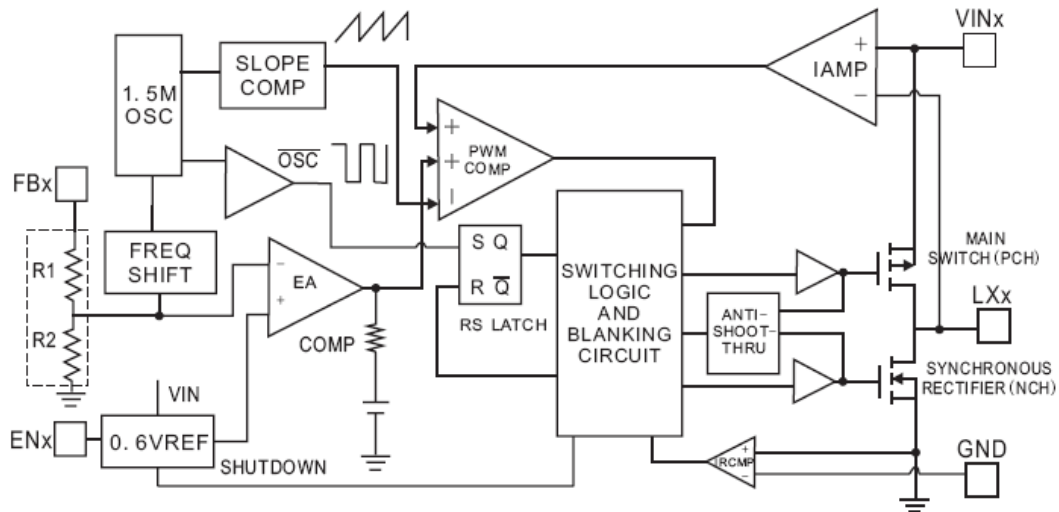 VINx
SLOPE
COMP
IAMP
+
−
1.5M
OSC
OSC
+
+
−
PWM
COMP
FBx
FREQ
SHIFT
R1
R2
−
+
EA
S Q
R Q
RS LATCH
COMP
SWITCHING
LOGIC
AND
BLANKING
CIRCUIT
ANTI-
SHOOT-
THRU
MAIN
SWITCH(PCH)
LXx
SYNCHRONOUS
RECTIFIER(NCH)
VIN
ENx
0.6VREF
SHUTDOWN
+
−
IRCMP
GND